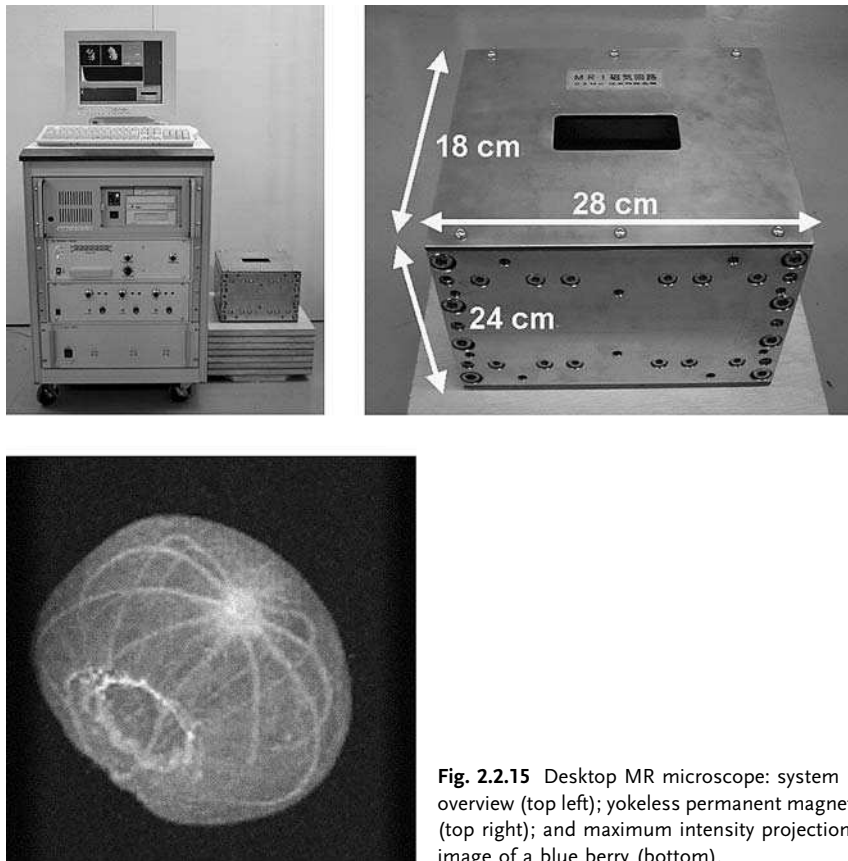 MRI磁気回路
18 cm
28 cm
24 cm
Fig. 2.2.15 Desktop MR microscope: system
overview (top left); yokeless permanent magnet
(top right); and maximum intensity projection
image of a blue berry (bottom).